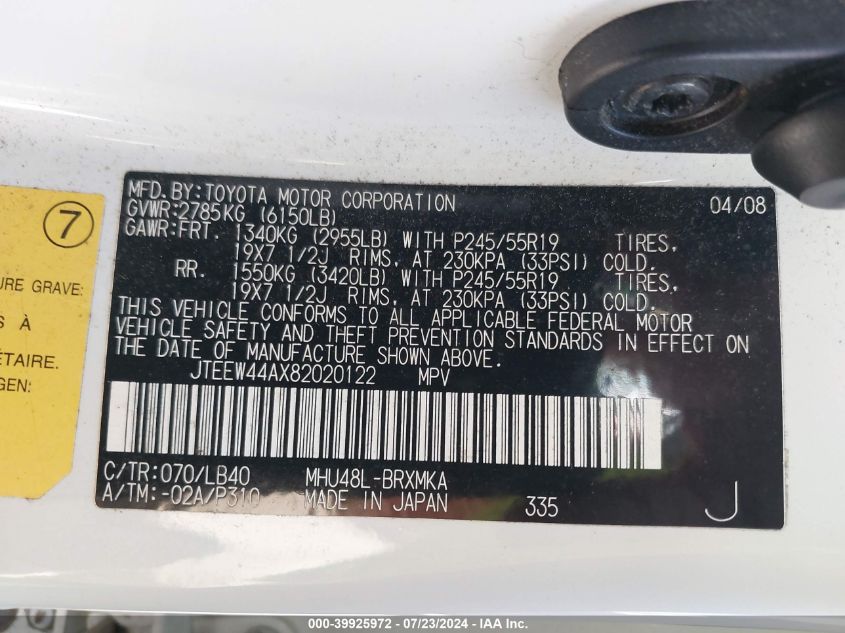 7
URE GRAVE:
S À
ÉTAIRE.
GEN:
MFD. BY: TOYOTA MOTOR CORPORATION 04/08
GVWR:2785KG (6150LB)
GAWR:FRT. 1340KG (2955LB) WITH P245/55R19 TIRES,
19X7 1/2J RIMS, AT 230KPA (33PSI) COLD.
RR. 1550KG (3420LB) WITH P245/55R19 TIRES,
19X7 1/2J RIMS, AT 230KPA (33PSI) COLD.
THIS VEHICLE CONFORMS TO ALL APPLICABLE FEDERAL MOTOR
VEHICLE SAFETY AND THEFT PREVENTION STANDARDS IN EFFECT ON
THE DATE OF MANUFACTURE SHOWN ABOVE.
JTEEW44AX82020122 MPV
C/TR:070/LB40 MHU48L-BRXMKA
A/TM:-02A/P310 MADE IN JAPAN 335 J
000-39925972 / 07/23/2024 - IAA Inc.